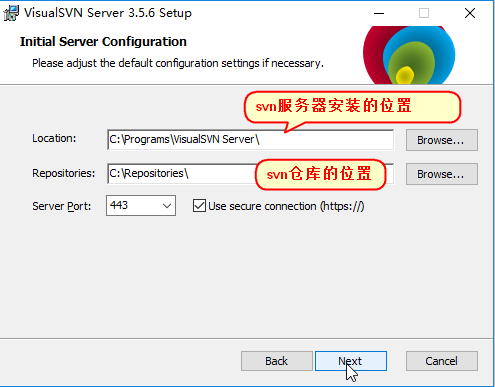 VisualSVN Server 3.5.6 Setup
Initial Server Configuration
Please adjust the default configuration settings if necessary.
svn服务器安装的位置
Location: C:\Programs\VisualSVN Server\ Browse...
svn仓库的位置
Repositories: C:\Repositories\ Browse...
Server Port: 443 Use secure connection (https://)
Back Next Cancel